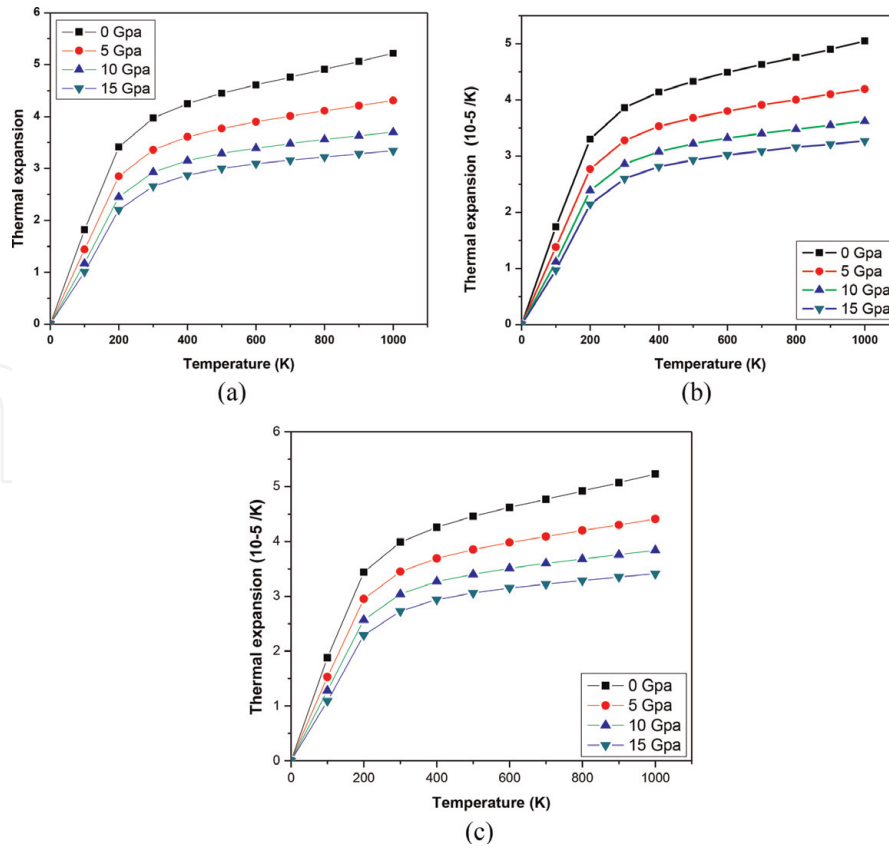 6
5
4
3
2
1
0
0 200 400 600 800 1000
Thermal expansion
Temperature (K)
0 Gpa
5 Gpa
10 Gpa
15 Gpa
(a)
5
4
3
2
1
0
0 200 400 600 800 1000
Thermal expansion (10-5 /K)
Temperature (K)
0 Gpa
5 Gpa
10 Gpa
15 Gpa
(b)
6
5
4
3
2
1
0
0 200 400 600 800 1000
Thermal expansion (10-5 /K)
Temperature (K)
0 Gpa
5 Gpa
10 Gpa
15 Gpa
(c)